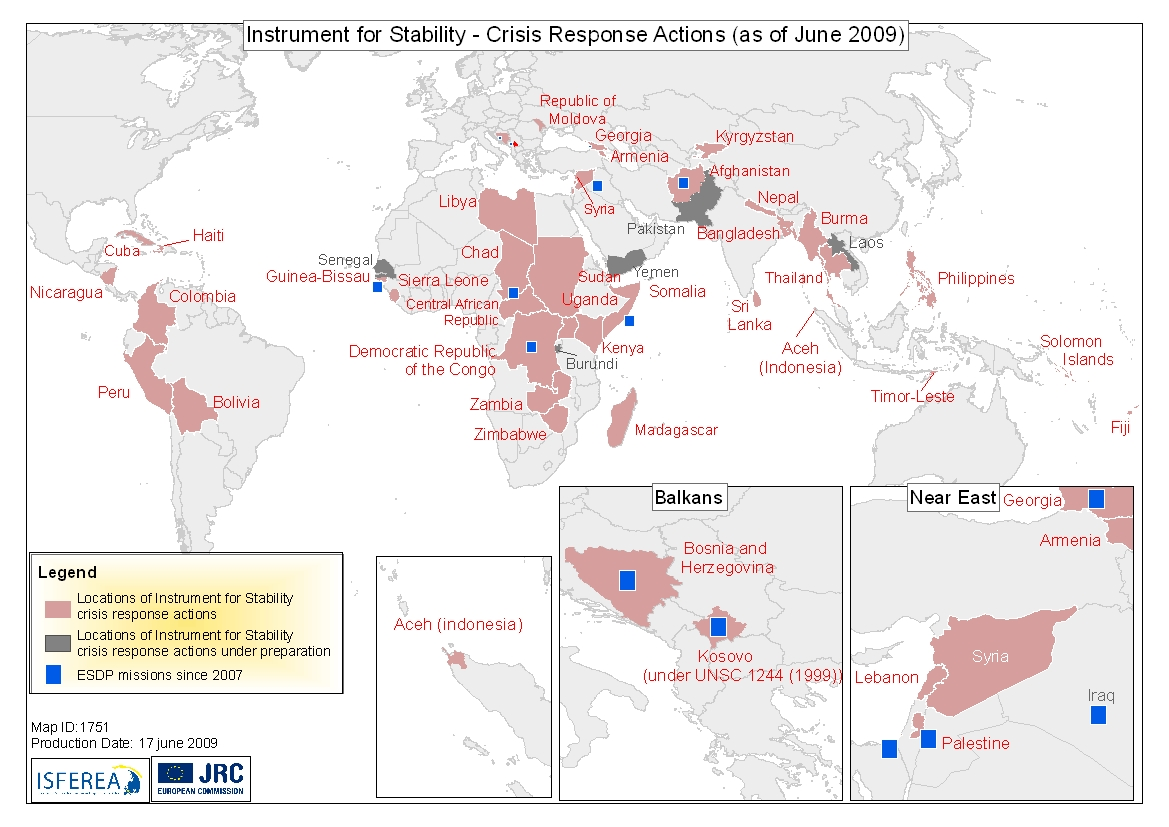 Instrument for Stability - Crisis Response Actions (as of June 2009)
Republic of
Moldova
Georgia
Armenia
Kyrgyzstan
Afghanistan
Libya
Syria
Nepal
Pakistan
Bangladesh
Burma
Laos
Cuba
Haiti
Chad
Senegal
Guinea-Bissau
Sierra Leone
Sudan
Yemen
Somalia
Thailand
Philippines
Nicaragua
Colombia
Central African
Republic
Uganda
Sri
Lanka
Democratic Republic
of the Congo
Kenya
Burundi
Aceh
(Indonesia)
Solomon
Islands
Peru
Bolivia
Zambia
Zimbabwe
Madagascar
Timor-Leste
Fiji
Balkans
Bosnia and
Herzegovina
Kosovo
(under UNSC 1244 (1999))
Near East
Georgia
Armenia
Syria
Lebanon
Iraq
Palestine
Aceh (indonesia)
Legend
Locations of Instrument for Stability
crisis response actions
Locations of Instrument for Stability
crisis response actions under preparation
ESDP missions since 2007
Map ID:1751
Production Date: 17 june 2009
ISFEREA
JRC
EUROPEAN COMMISSION